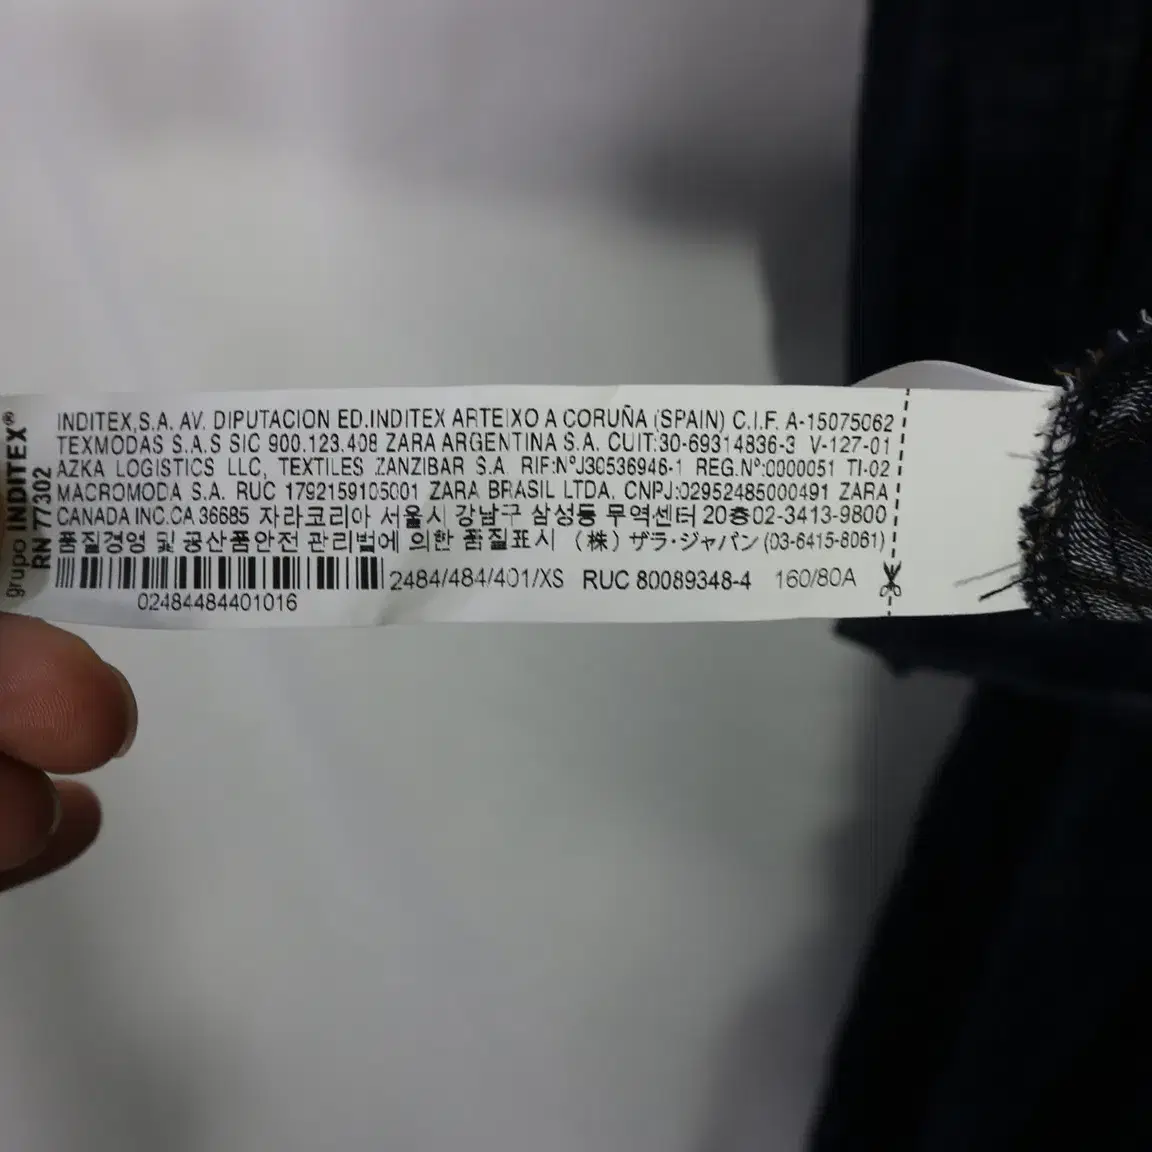 grupo INDITEX®
RN 77302
INDITEX,S.A. AV. DIPUTACION ED.INDITEX ARTEIXO A CORUÑA (SPAIN) C.I.F. A-15075062
TEXMODAS S.A.S SIC 900.123.408 ZARA ARGENTINA S.A. CUIT:30-69314836-3 V-127-01
AZKA LOGISTICS LLC, TEXTILES ZANZIBAR S.A. RIF:NºJ30536946-1 REG.Nº:0000051 TI-02
MACROMODA S.A. RUC 1792159105001 ZARA BRASIL LTDA. CNPJ:02952485000491 ZARA
CANADA INC.CA 36685 자라코리아 서울시 강남구 삼성동 무역센터 20층02-3413-9800
품질경영 및 공산품안전 관리법에 의한 품질표시 (株) ザラ・ジャパン (03-6415-8061)
2484/484/401/XS RUC 80089348-4 160/80A
02484484401016